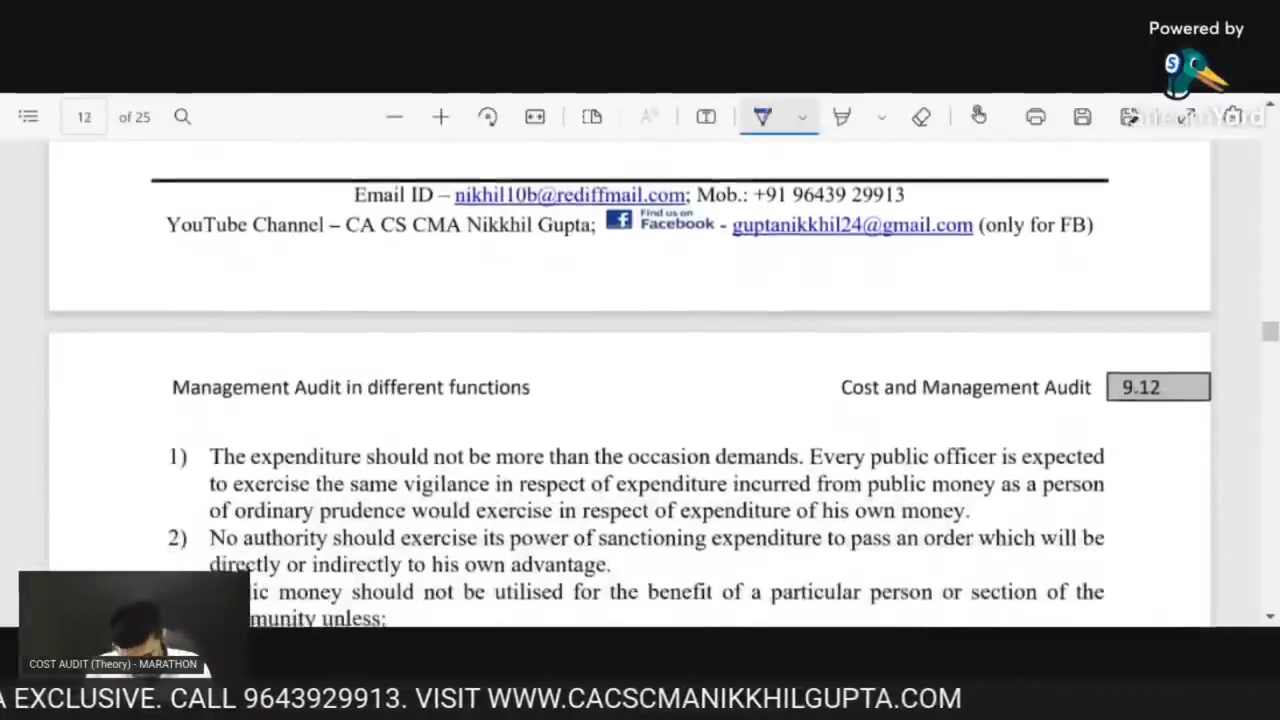 Powered by
12 of 25
Email ID – nikhil10b@rediffmail.com; Mob.: +91 96439 29913
YouTube Channel – CA CS CMA Nikkhil Gupta; Find us on Facebook - guptanikkhil24@gmail.com (only for FB)
Management Audit in different functions Cost and Management Audit 9.12
1) The expenditure should not be more than the occasion demands. Every public officer is expected
to exercise the same vigilance in respect of expenditure incurred from public money as a person
of ordinary prudence would exercise in respect of expenditure of his own money.
2) No authority should exercise its power of sanctioning expenditure to pass an order which will be
directly or indirectly to his own advantage.
money should not be utilised for the benefit of a particular person or section of the
unless;
COST AUDIT (Theory) - MARATHON
EXCLUSIVE. CALL 9643929913. VISIT WWW.CACSCMANIKKHILGUPTA.COM